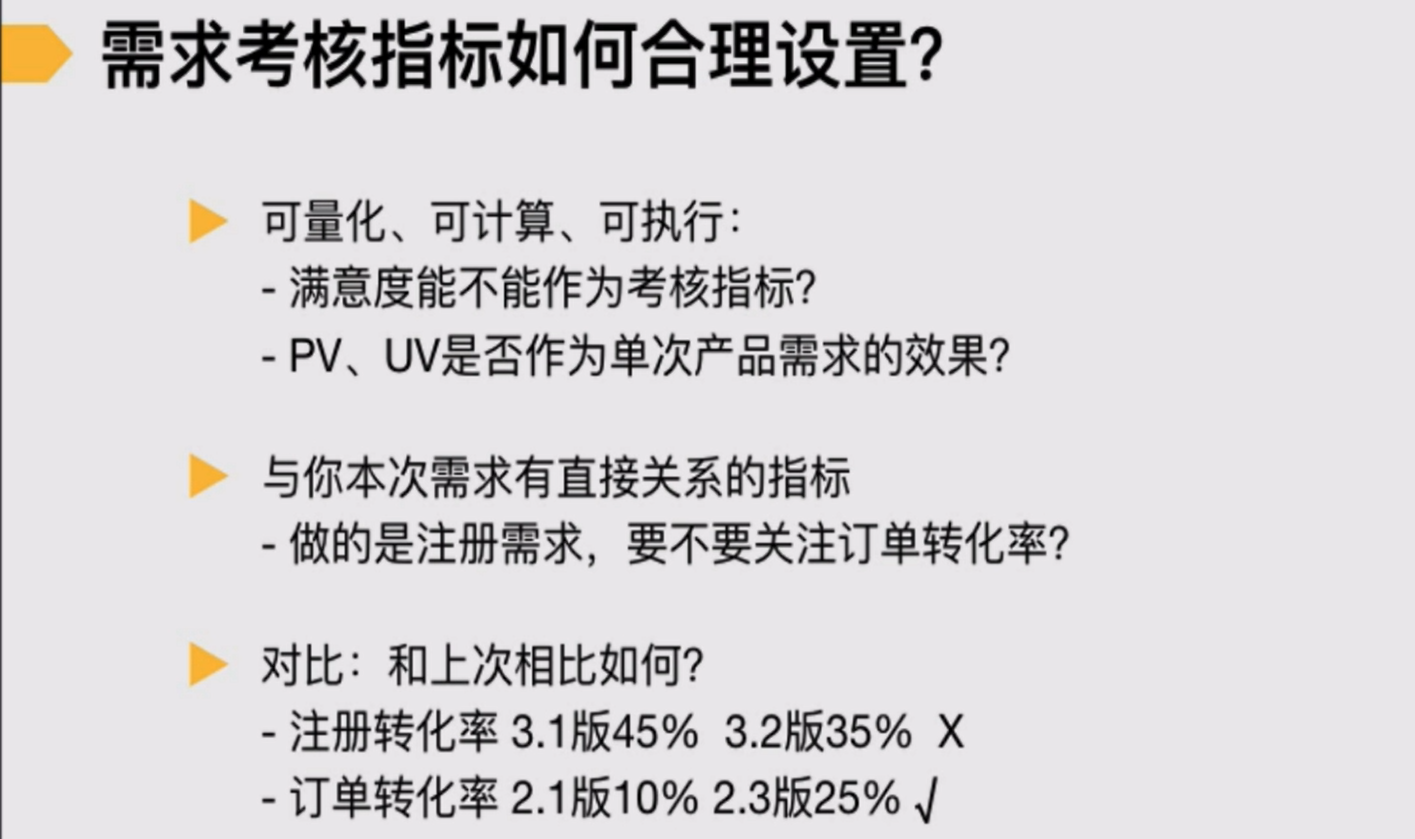 需求考核指标如何合理设置?
可量化、可计算、可执行：
- 满意度能不能作为考核指标?
- PV、UV是否作为单次产品需求的效果?
与你本次需求有直接关系的指标
- 做的是注册需求，要不要关注订单转化率?
对比：和上次相比如何?
- 注册转化率 3.1版45% 3.2版35% X
- 订单转化率 2.1版10% 2.3版25% √